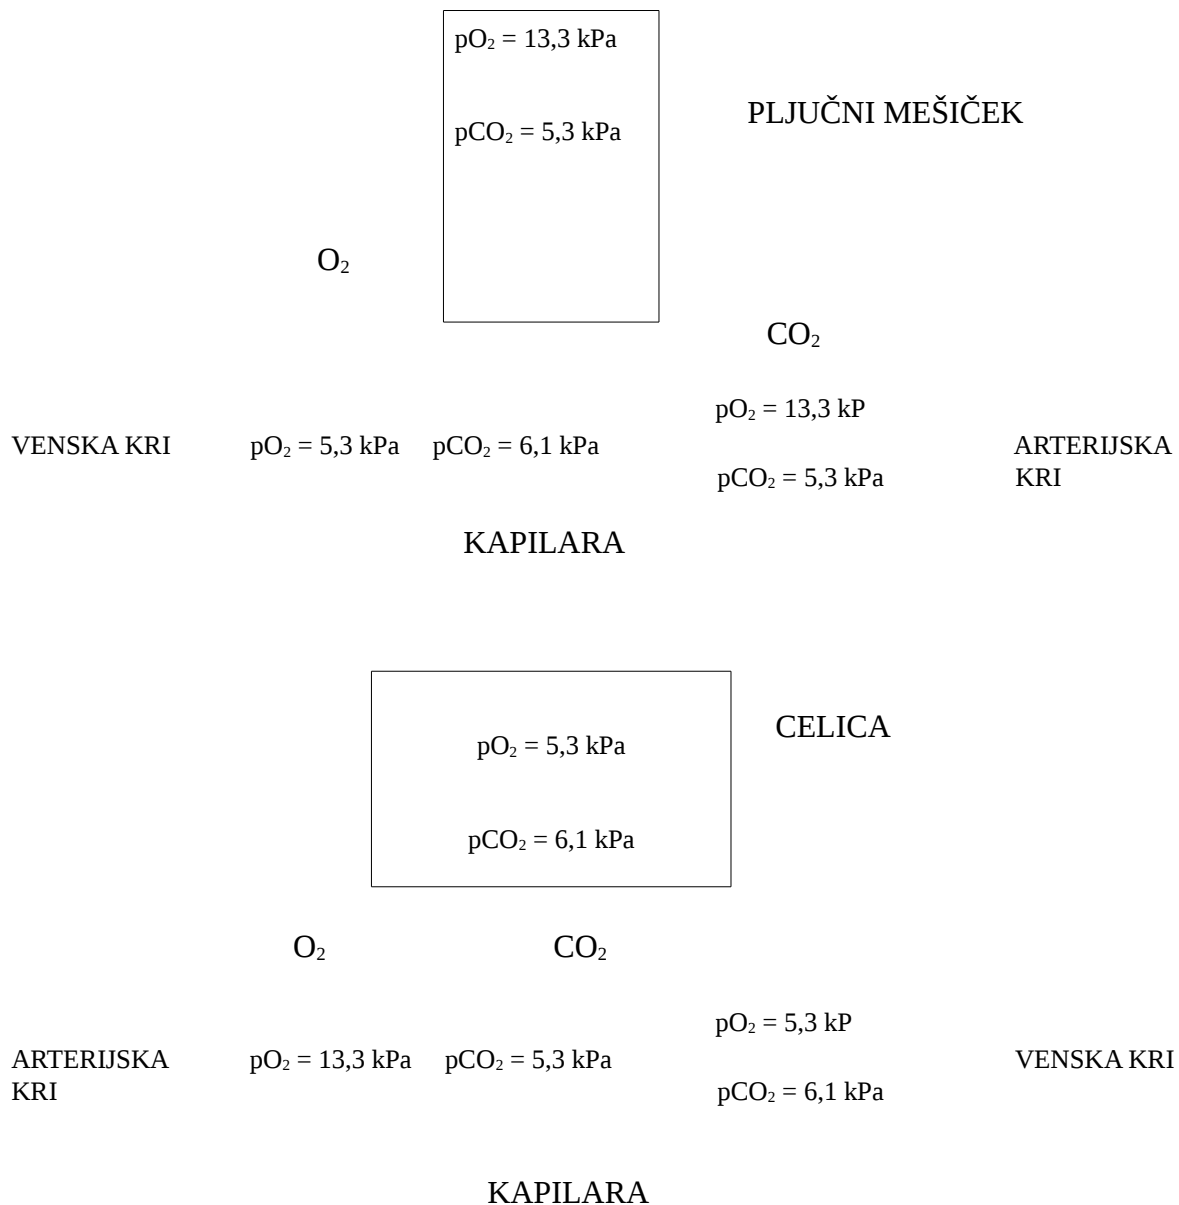 pO₂ = 13,3 kPa
PLJUČNI MEŠIČEK
pCO₂ = 5,3 kPa
O₂
CO₂
pO₂ = 13,3 kP
VENSKA KRI pO₂ = 5,3 kPa pCO₂ = 6,1 kPa ARTERIJSKA
pCO₂ = 5,3 kPa KRI
KAPILARA
CELICA
pO₂ = 5,3 kPa
pCO₂ = 6,1 kPa
O₂ CO₂
pO₂ = 5,3 kP
ARTERIJSKA pO₂ = 13,3 kPa pCO₂ = 5,3 kPa VENSKA KRI
KRI pCO₂ = 6,1 kPa
KAPILARA